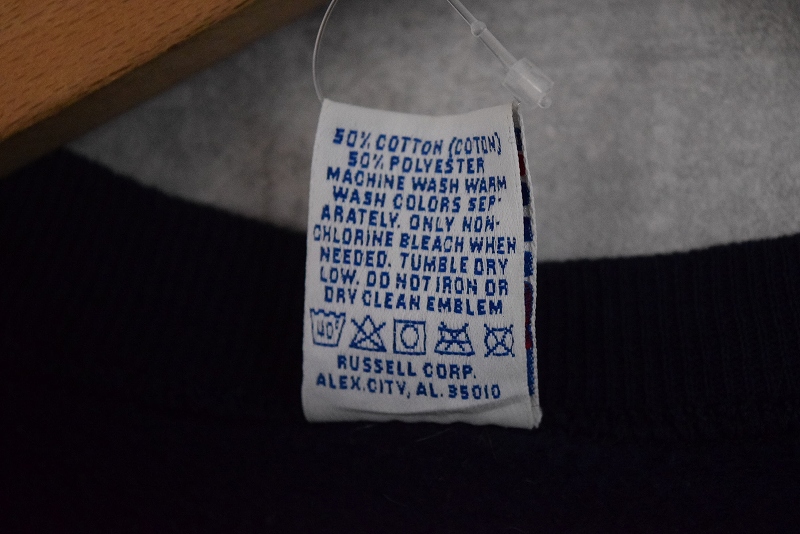 50% COTTON (COTON)
50% POLYESTER
MACHINE WASH WARM
WASH COLORS SEP-
ARATELY. ONLY NON-
CHLORINE BLEACH WHEN
NEEDED. TUMBLE DRY
LOW. DO NOT IRON OR
DRY CLEAN EMBLEM
40°
RUSSELL CORP.
ALEX.CITY, AL. 35010